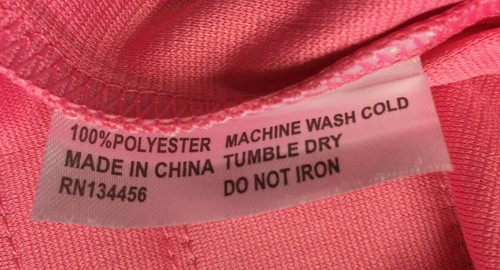 100%POLYESTER MACHINE WASH COLD
MADE IN CHINA TUMBLE DRY
RN134456 DO NOT IRON